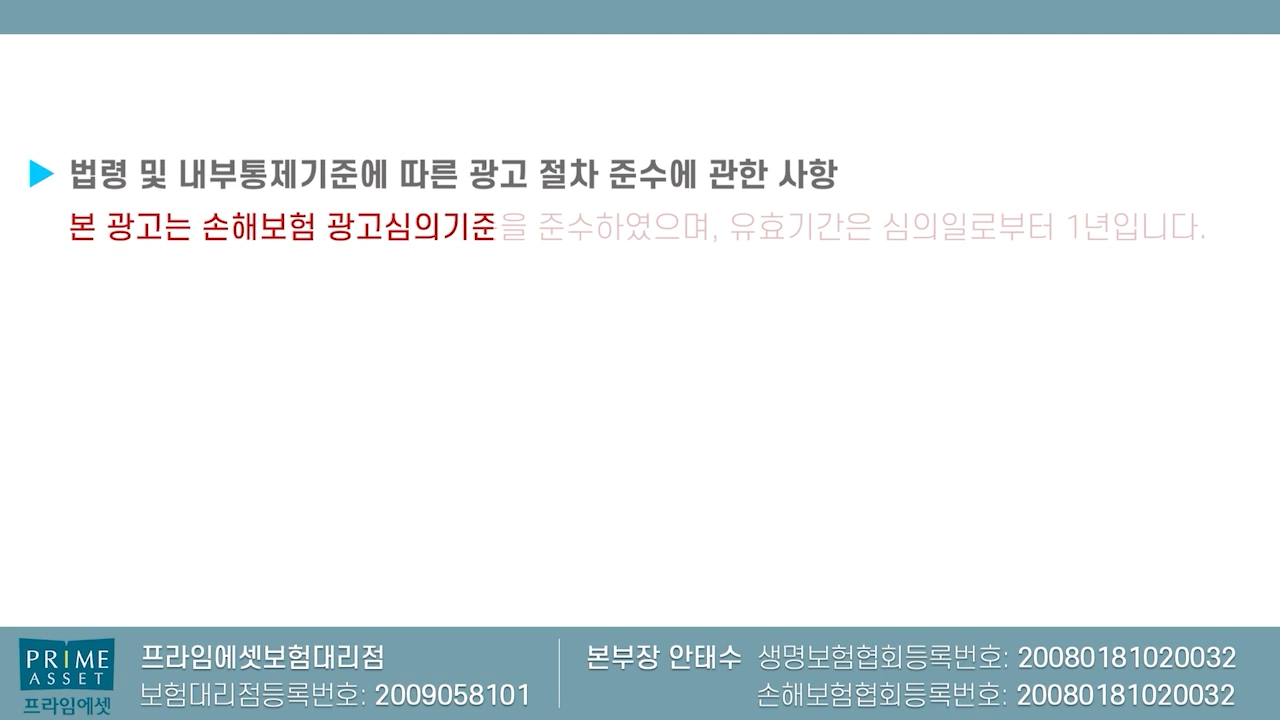 ▶ 법령 및 내부통제기준에 따른 광고 절차 준수에 관한 사항
본 광고는 손해보험 광고심의기준을 준수하였으며, 유효기간은 심의일로부터 1년입니다.
PRIME
ASSET
프라임에셋
프라임에셋보험대리점
보험대리점등록번호: 2009058101
본부장 안태수 생명보험협회등록번호: 20080181020032
손해보험협회등록번호: 20080181020032